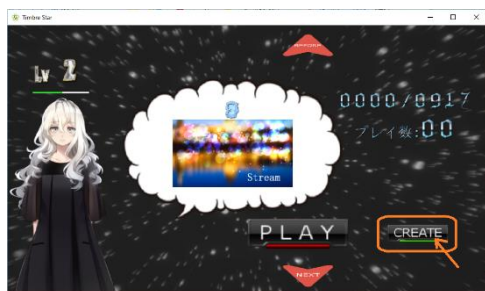 Timbre Star
Lv 2
0000/0917
プレイ数:00
Stream
PLAY
CREATE
NEXT